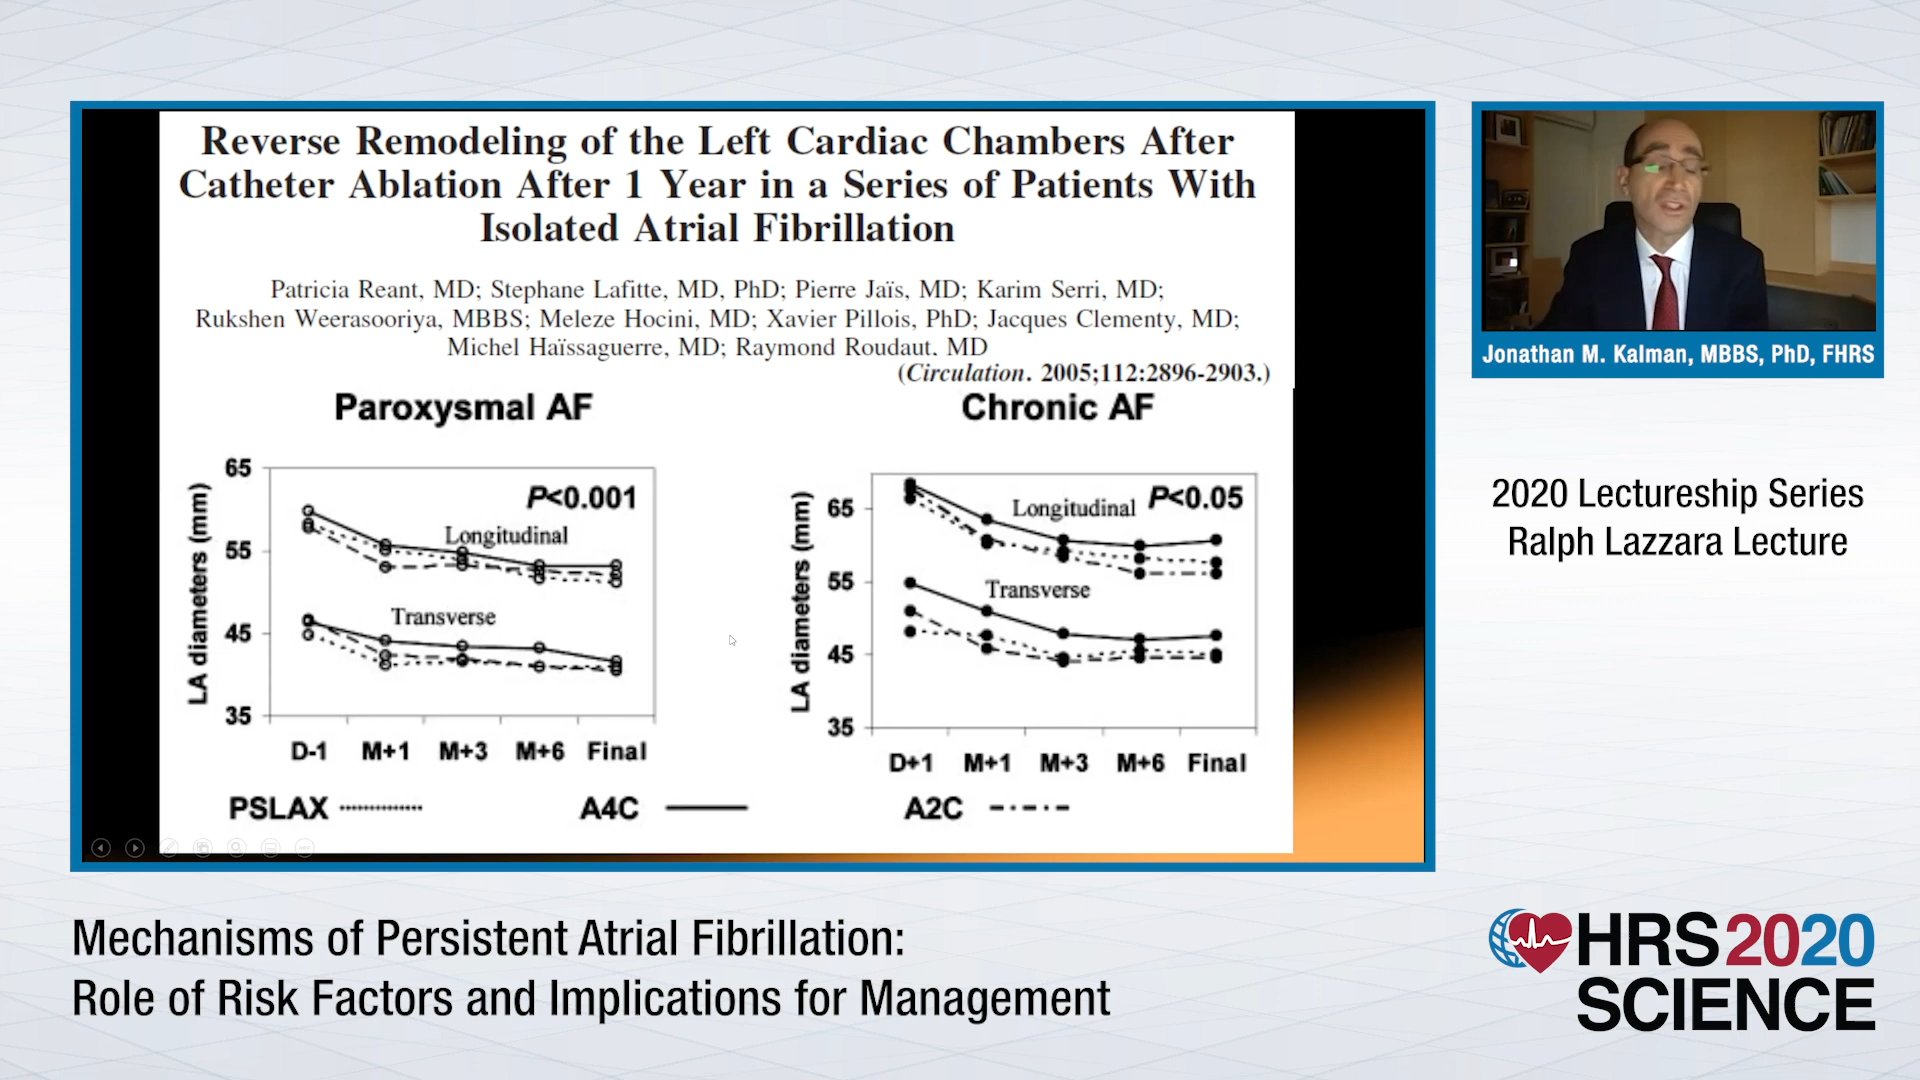 Reverse Remodeling of the Left Cardiac Chambers After
Catheter Ablation After 1 Year in a Series of Patients With
Isolated Atrial Fibrillation
Patricia Reant, MD; Stephane Lafitte, MD, PhD; Pierre Jaïs, MD; Karim Serri, MD;
Rukshen Weerasooriya, MBBS; Meleze Hocini, MD; Xavier Pillois, PhD; Jacques Clementy, MD;
Michel Haïssaguerre, MD; Raymond Roudaut, MD
(Circulation. 2005;112:2896-2903.)
Paroxysmal AF
LA diameters (mm)
65
55
45
35
P<0.001
Longitudinal
Transverse
D-1 M+1 M+3 M+6 Final
Chronic AF
LA diameters (mm)
65
55
45
35
Longitudinal P<0.05
Transverse
D+1 M+1 M+3 M+6 Final
PSLAX A4C A2C
Jonathan M. Kalman, MBBS, PhD, FHRS
2020 Lectureship Series
Ralph Lazzara Lecture
Mechanisms of Persistent Atrial Fibrillation:
Role of Risk Factors and Implications for Management
HRS2020
SCIENCE